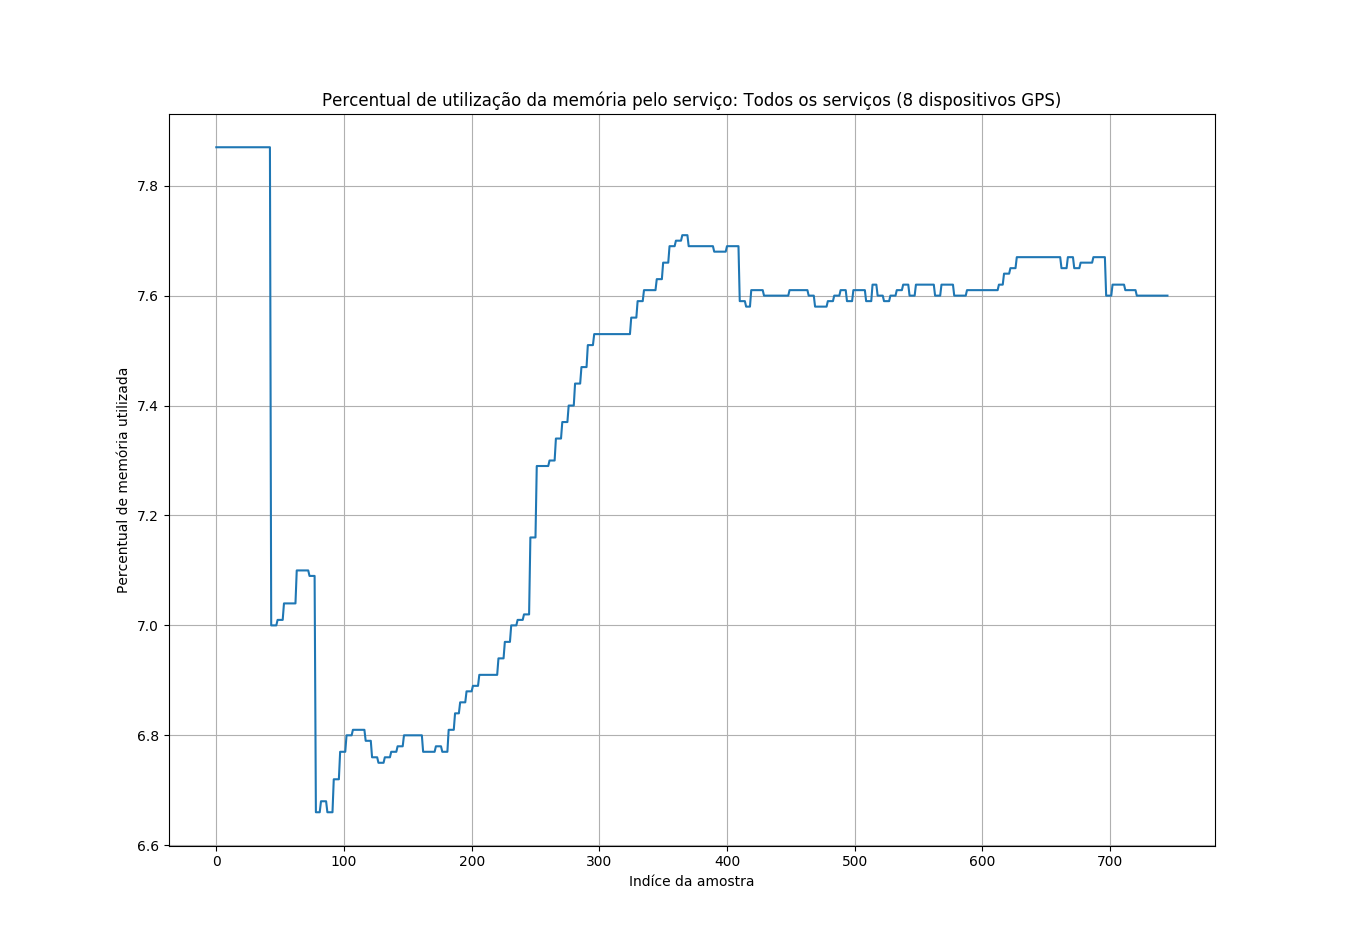 Percentual de utilização da memória pelo serviço: Todos os serviços (8 dispositivos GPS)
Percentual de memória utilizada
7.8
7.6
7.4
7.2
7.0
6.8
6.6
0 100 200 300 400 500 600 700
Indíce da amostra